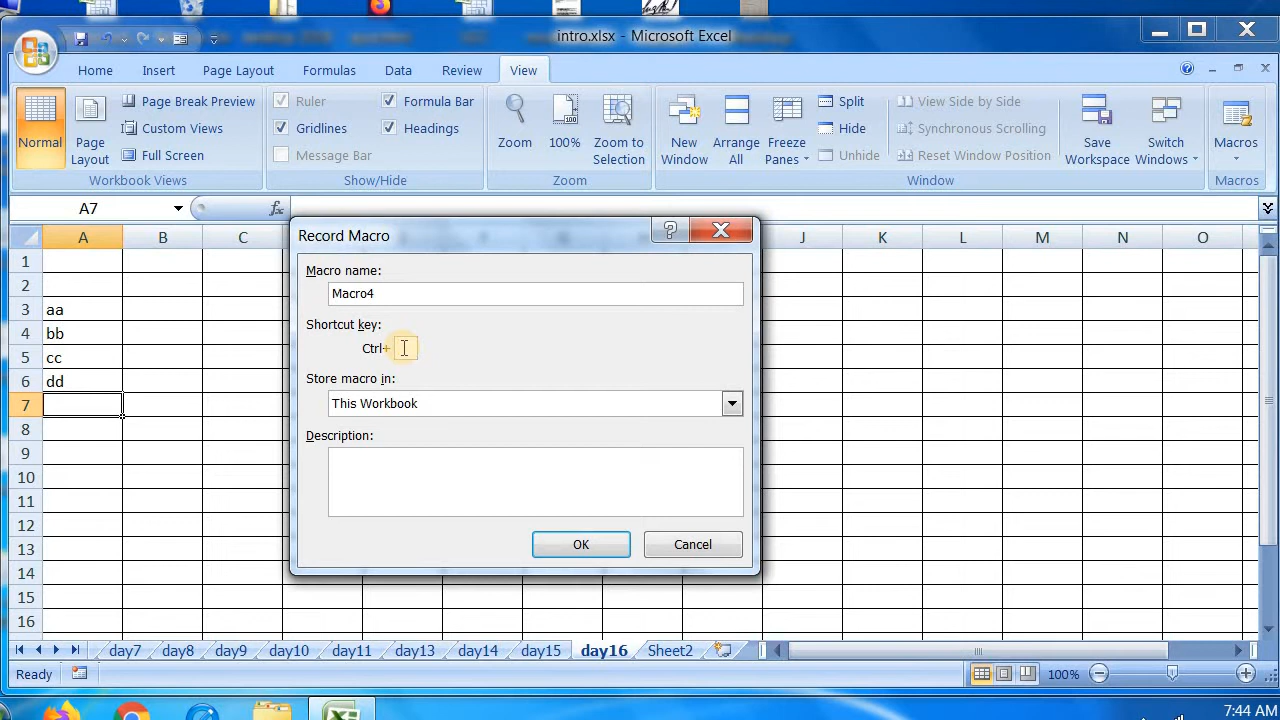 intro.xlsx - Microsoft Excel
Home Insert Page Layout Formulas Data Review View
Normal
Page Layout
Page Break Preview
Custom Views
Full Screen
Workbook Views
Ruler
Gridlines
Message Bar
Formula Bar
Headings
Show/Hide
Zoom
100%
Zoom to Selection
Zoom
New Window
Arrange All
Freeze Panes
Split
Hide
Unhide
View Side by Side
Synchronous Scrolling
Reset Window Position
Window
Save Workspace
Switch Windows
Macros
Macros
A7 fx
A B C J K L M N O
1
2
3 aa
4 bb
5 cc
6 dd
7
8
9
10
11
12
13
14
15
16
Record Macro
Macro name:
Macro4
Shortcut key:
Ctrl+
Store macro in:
This Workbook
Description:
OK Cancel
day7 day8 day9 day10 day11 day13 day14 day15 day16 Sheet2
Ready 100%
7:44 AM